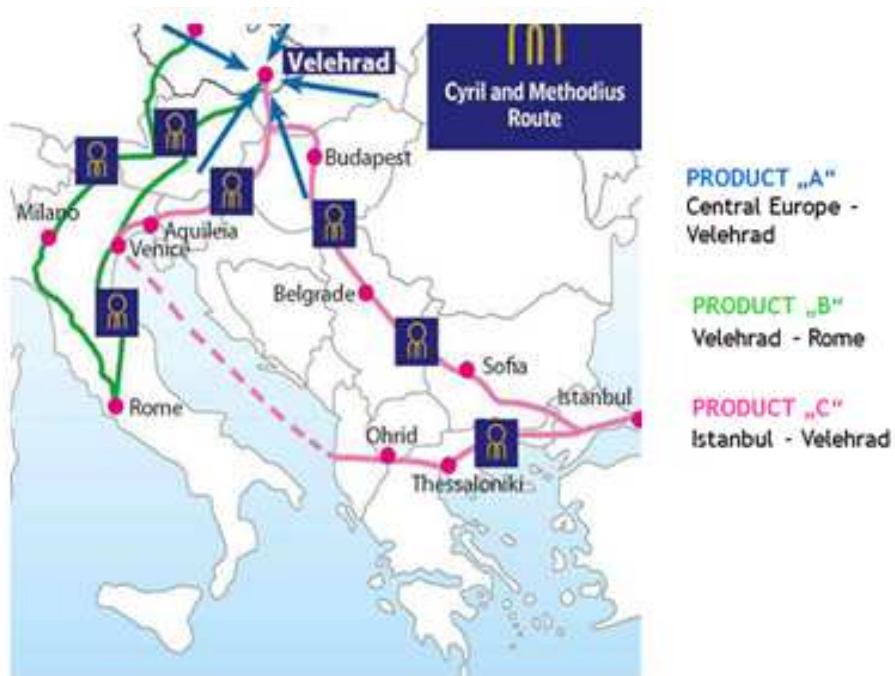 Velehrad
Cyril and Methodius
Route
Budapest
Milano
Aquileia
Venice
Belgrade
Sofia
Istanbul
Rome
Ohrid
Thessaloniki
PRODUCT „A“
Central Europe -
Velehrad
PRODUCT „B“
Velehrad - Rome
PRODUCT „C“
Istanbul - Velehrad